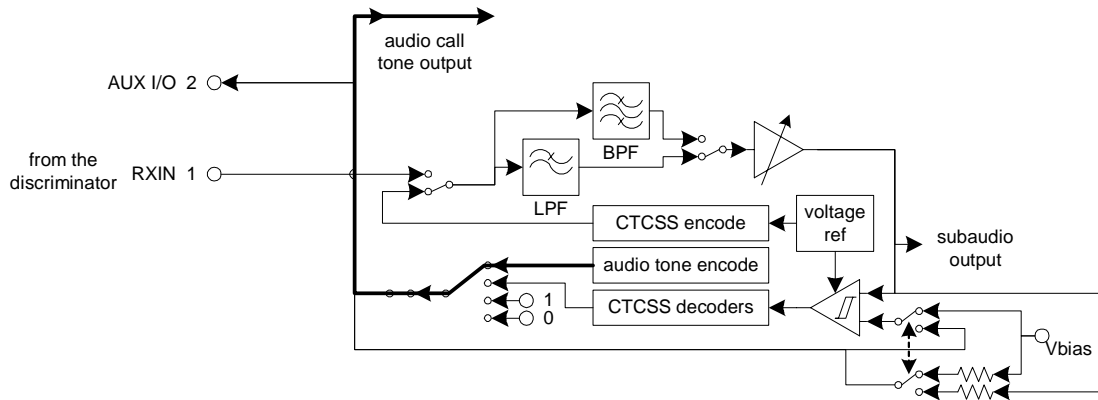 audio call
tone output
AUX I/O 2
BPF
from the
discriminator
RXIN 1
LPF
CTCSS encode
voltage
ref
subaudio
output
audio tone encode
CTCSS decoders
1
0
Vbias